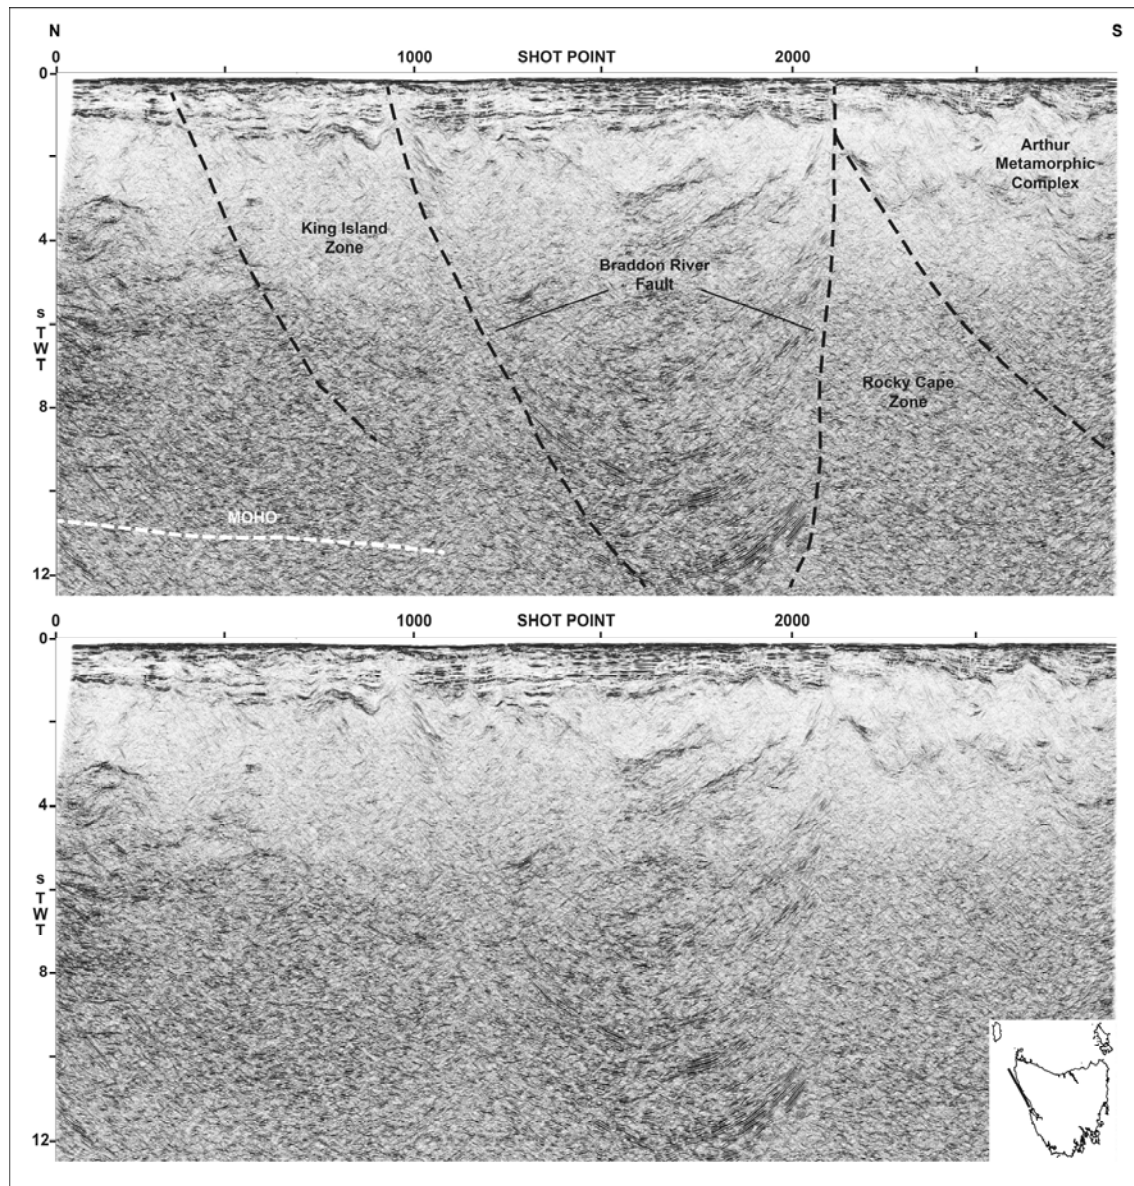 N S
0 1000 SHOT POINT 2000
0
Arthur
Metamorphic
Complex
King Island
Zone
4
Braddon River
Fault
s
T
W
T
Rocky Cape
Zone
8
MOHO
12
0 1000 SHOT POINT 2000
0
4
s
T
W
T
8
12